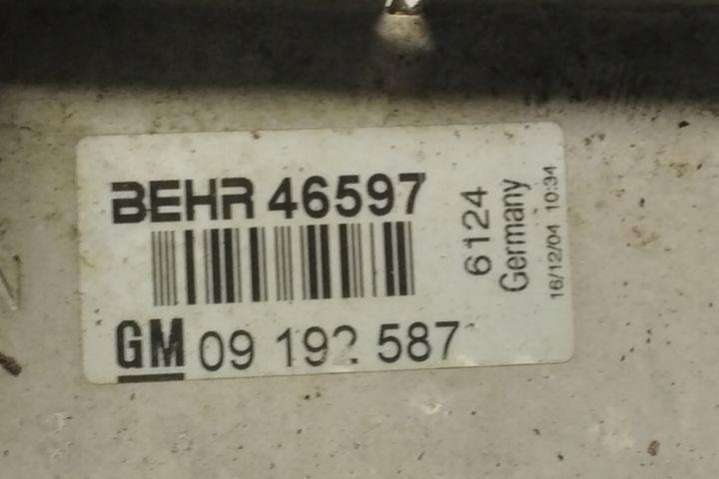 BEHR 46597
GM 09 192 587
6124
Germany
16/12/04 10:34